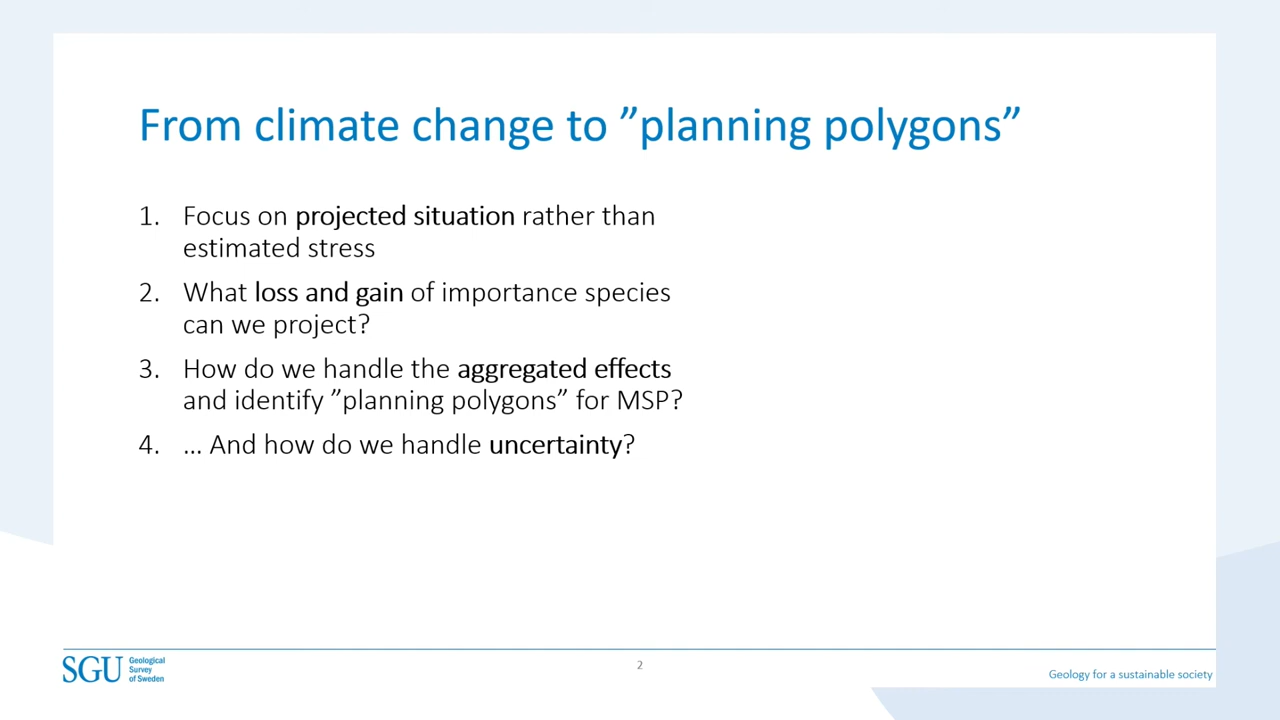 From climate change to ”planning polygons”
1. Focus on projected situation rather than
estimated stress
2. What loss and gain of importance species
can we project?
3. How do we handle the aggregated effects
and identify ”planning polygons” for MSP?
4. ... And how do we handle uncertainty?
SGU
Geological
Survey
of Sweden
2
Geology for a sustainable society